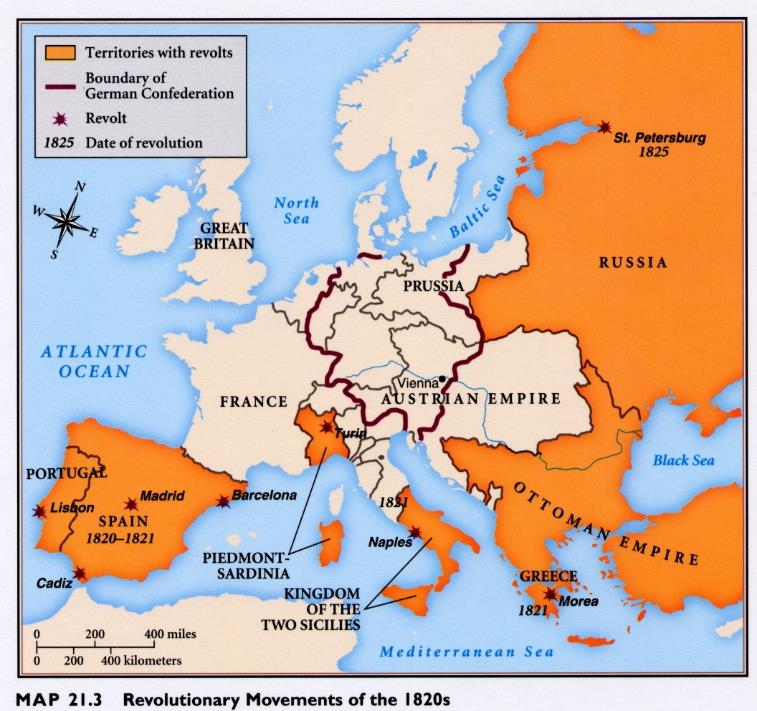 Territories with revolts
Boundary of
German Confederation
Revolt
1825 Date of revolution
N
W
E
S
North
Sea
GREAT
BRITAIN
Baltic Sea
St. Petersburg
1825
RUSSIA
PRUSSIA
ATLANTIC
OCEAN
FRANCE
Vienna
AUSTRIAN EMPIRE
Turin
Black Sea
PORTUGAL
Lisbon
Madrid
Barcelona
SPAIN
1820–1821
Cadiz
1821
Naples
PIEDMONT-
SARDINIA
KINGDOM
OF THE
TWO SICILIES
OTTOMAN EMPIRE
GREECE
1821
Morea
Mediterranean Sea
0 200 400 miles
0 200 400 kilometers
MAP 21.3 Revolutionary Movements of the 1820s